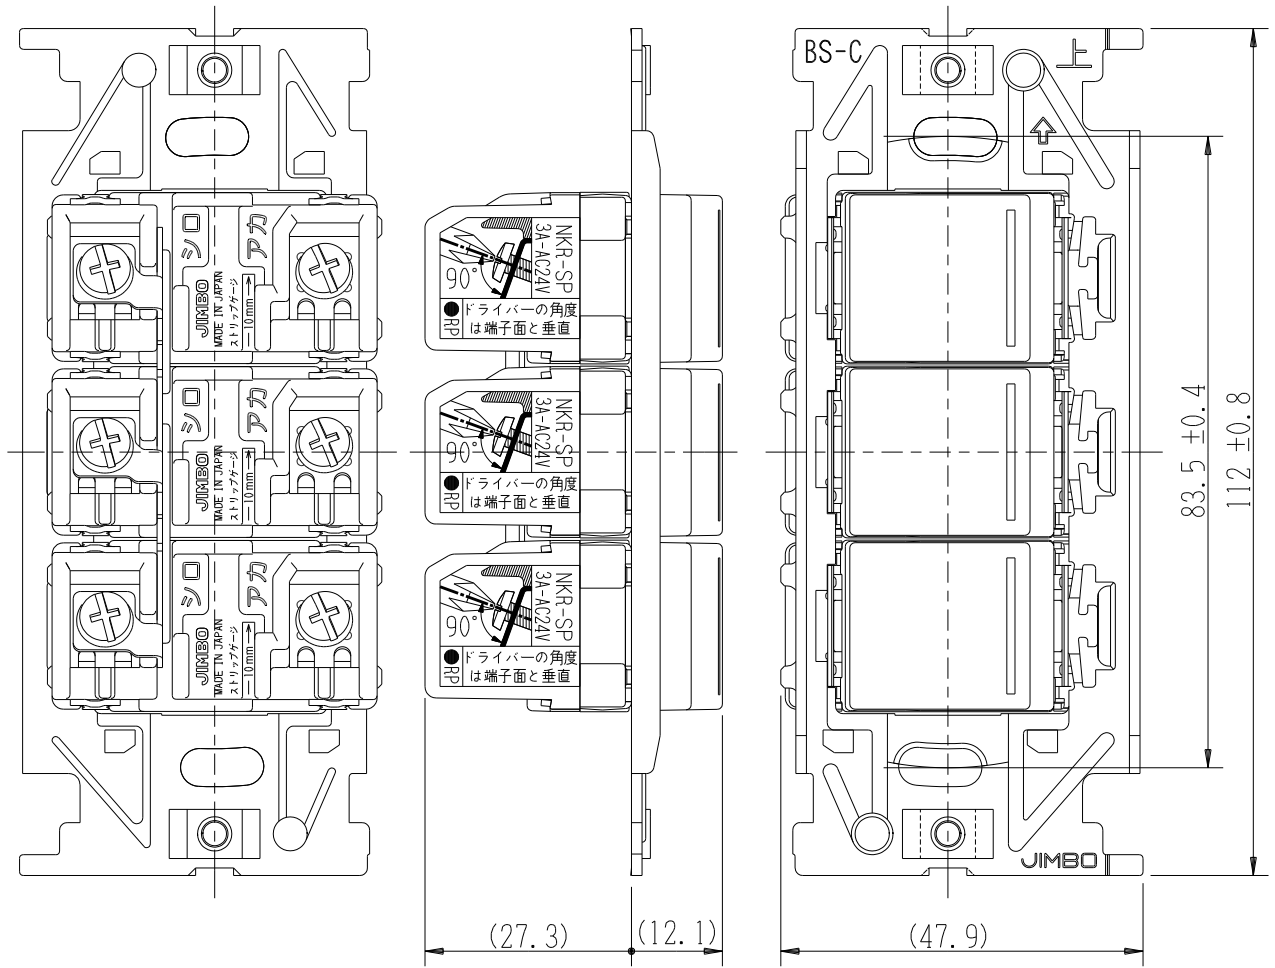 BS-C
上
シロ
アカ
JIMBO
MADE IN JAPAN
ストリップゲージ
10mm
シロ
アカ
JIMBO
MADE IN JAPAN
ストリップゲージ
10mm
シロ
アカ
JIMBO
MADE IN JAPAN
ストリップゲージ
10mm
NKR-SP
3A-AC24V
90°
RP
ドライバーの角度
は端子面と垂直
NKR-SP
3A-AC24V
90°
RP
ドライバーの角度
は端子面と垂直
NKR-SP
3A-AC24V
90°
RP
ドライバーの角度
は端子面と垂直
83.5 ±0.4
112 ±0.8
JIMBO
(27.3)
(12.1)
(47.9)